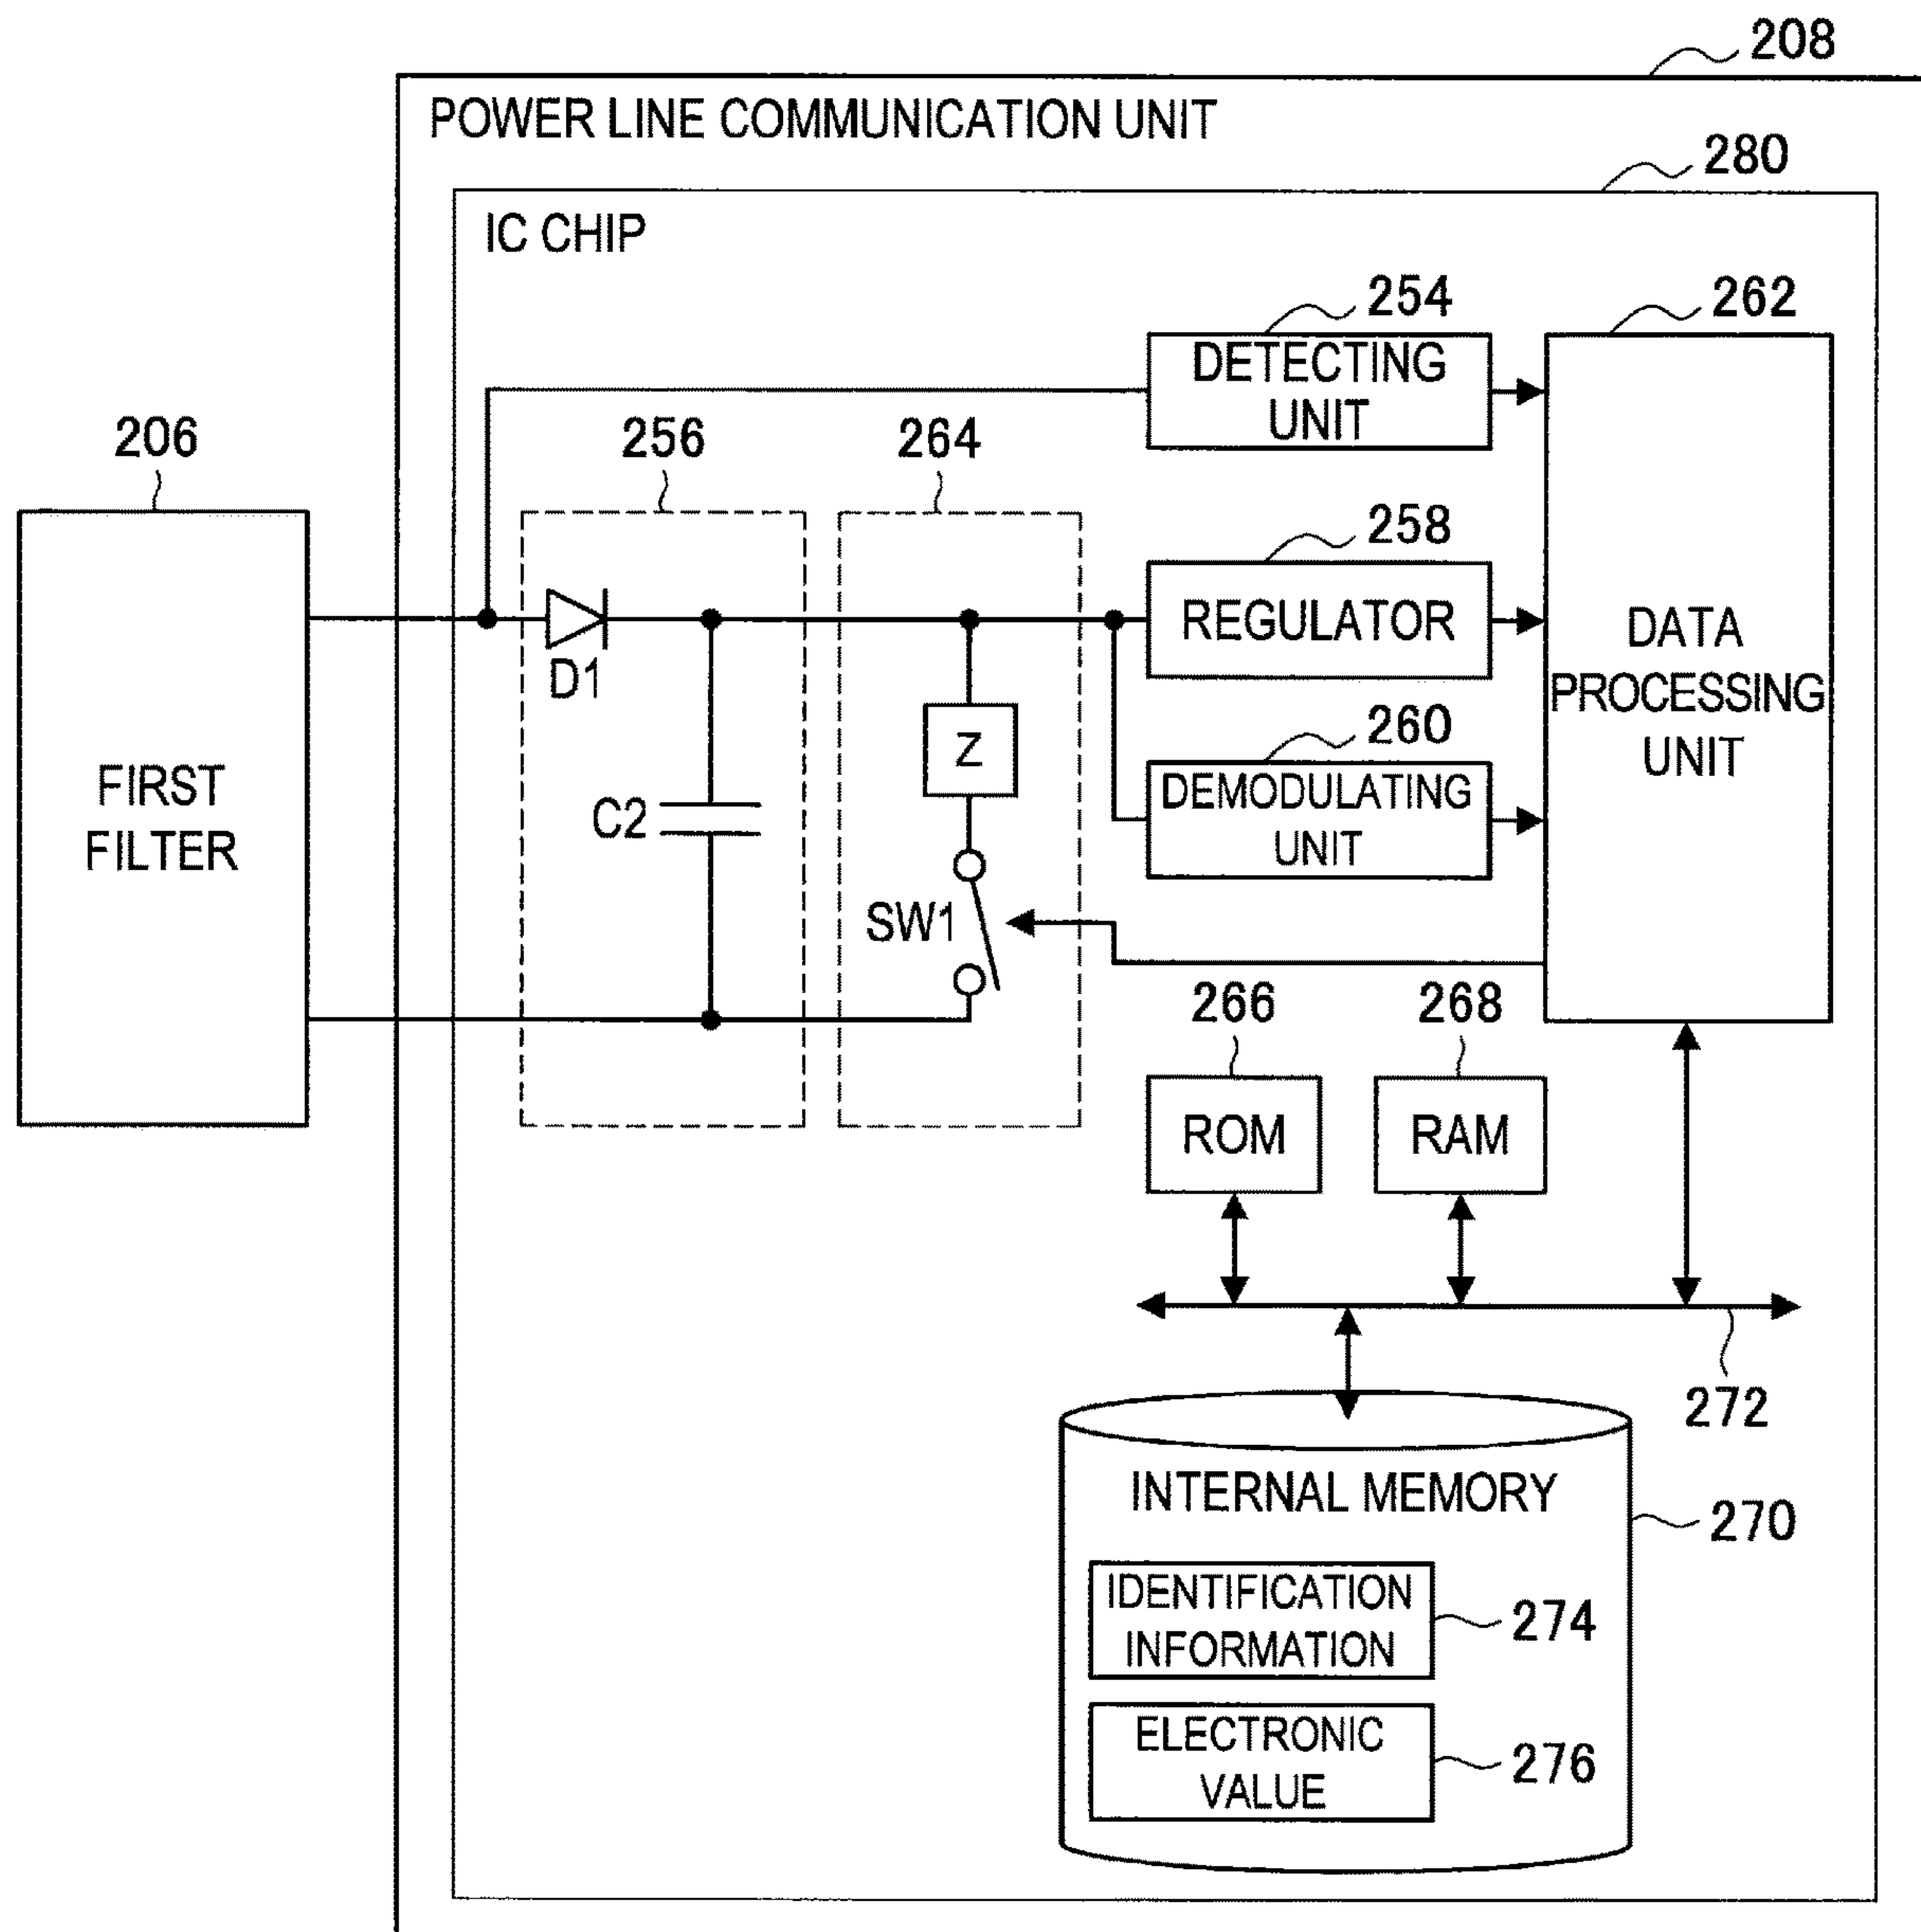 208
POWER LINE COMMUNICATION UNIT
280
IC CHIP
254
262
DETECTING
UNIT
206
256
264
258
REGULATOR
DATA
PROCESSING
UNIT
D1
260
Z
DEMODULATING
UNIT
FIRST
FILTER
C2
SW1
266
268
ROM
RAM
272
INTERNAL MEMORY
270
IDENTIFICATION
INFORMATION
274
ELECTRONIC
VALUE
276